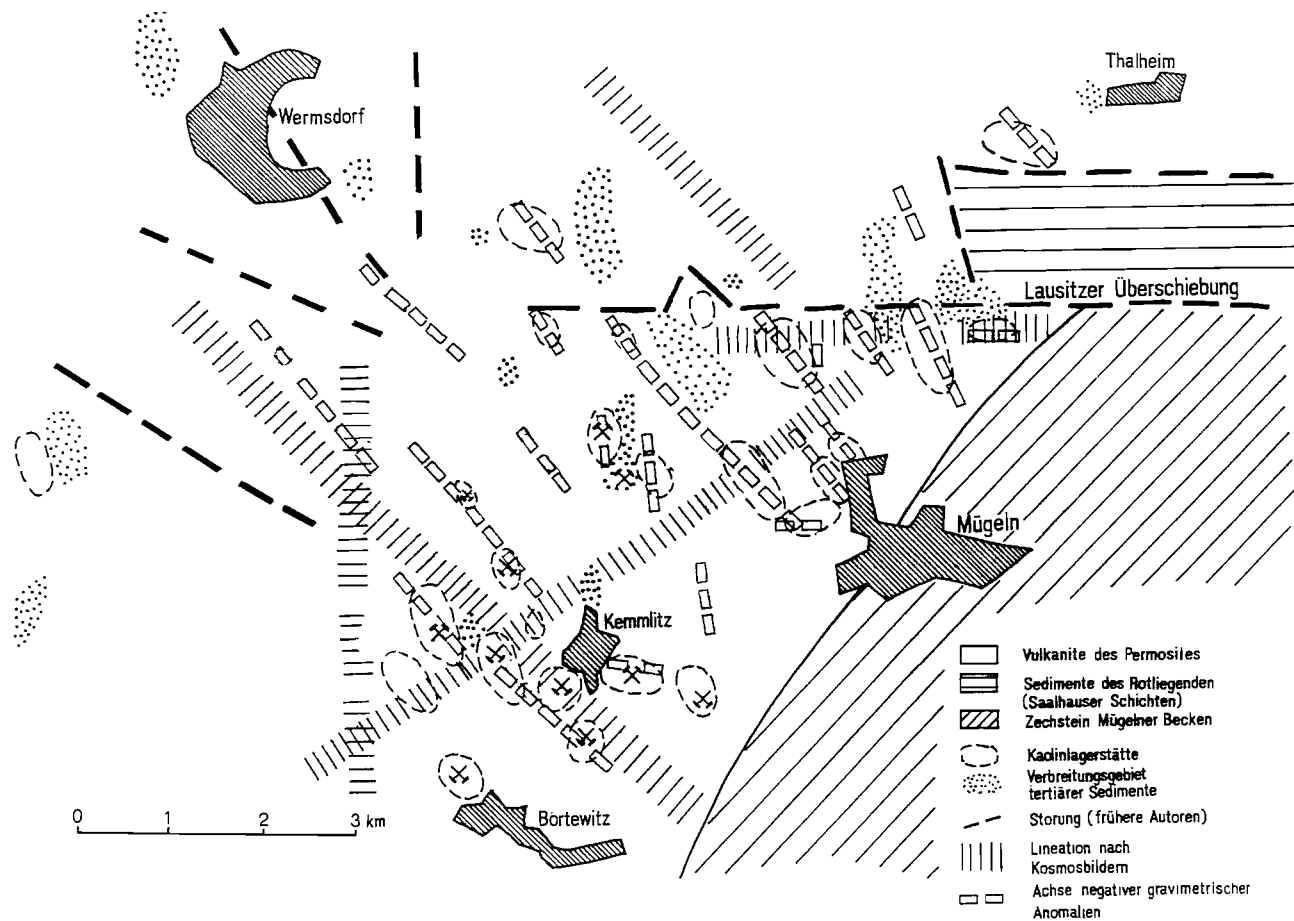 Thalheim
Wermsdorf
Lausitzer Überschiebung
Mügeln
Kemmlitz
Börtewitz
0 1 2 3 km
Vulkanite des Permosiles
Sedimente des Rotliegenden
(Saalhauser Schichten)
Zechstein Mügelner Becken
Kaolinlagerstätte
Verbreitungsgebiet
tertiärer Sedimente
Storung (frühere Autoren)
Lineation nach
Kosmosbildern
Achse negativer gravimetrischer
Anomalien